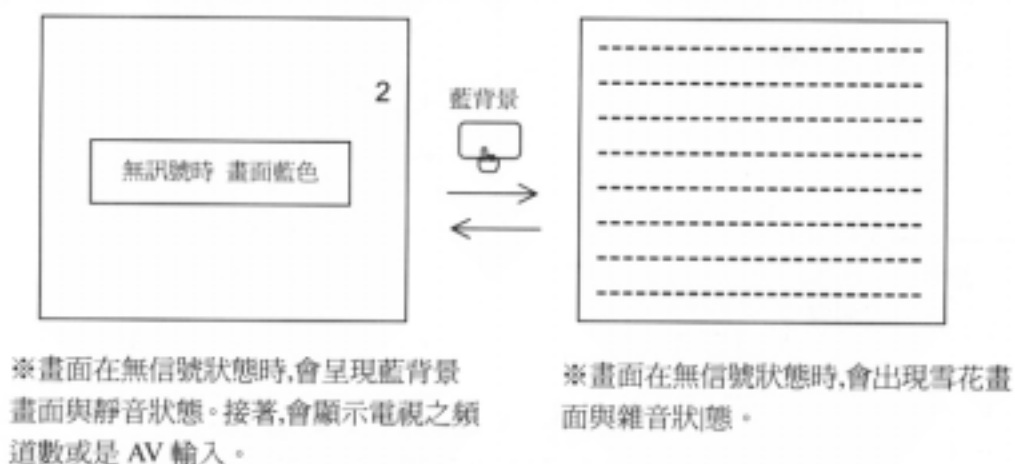 2
無訊號時 畫面藍色
藍背景
※畫面在無信號狀態時,會呈現藍背景
畫面與靜音狀態。接著,會顯示電視之頻
道數或是 AV 輸入。
※畫面在無信號狀態時,會出現雪花畫
面與雜音狀|態。